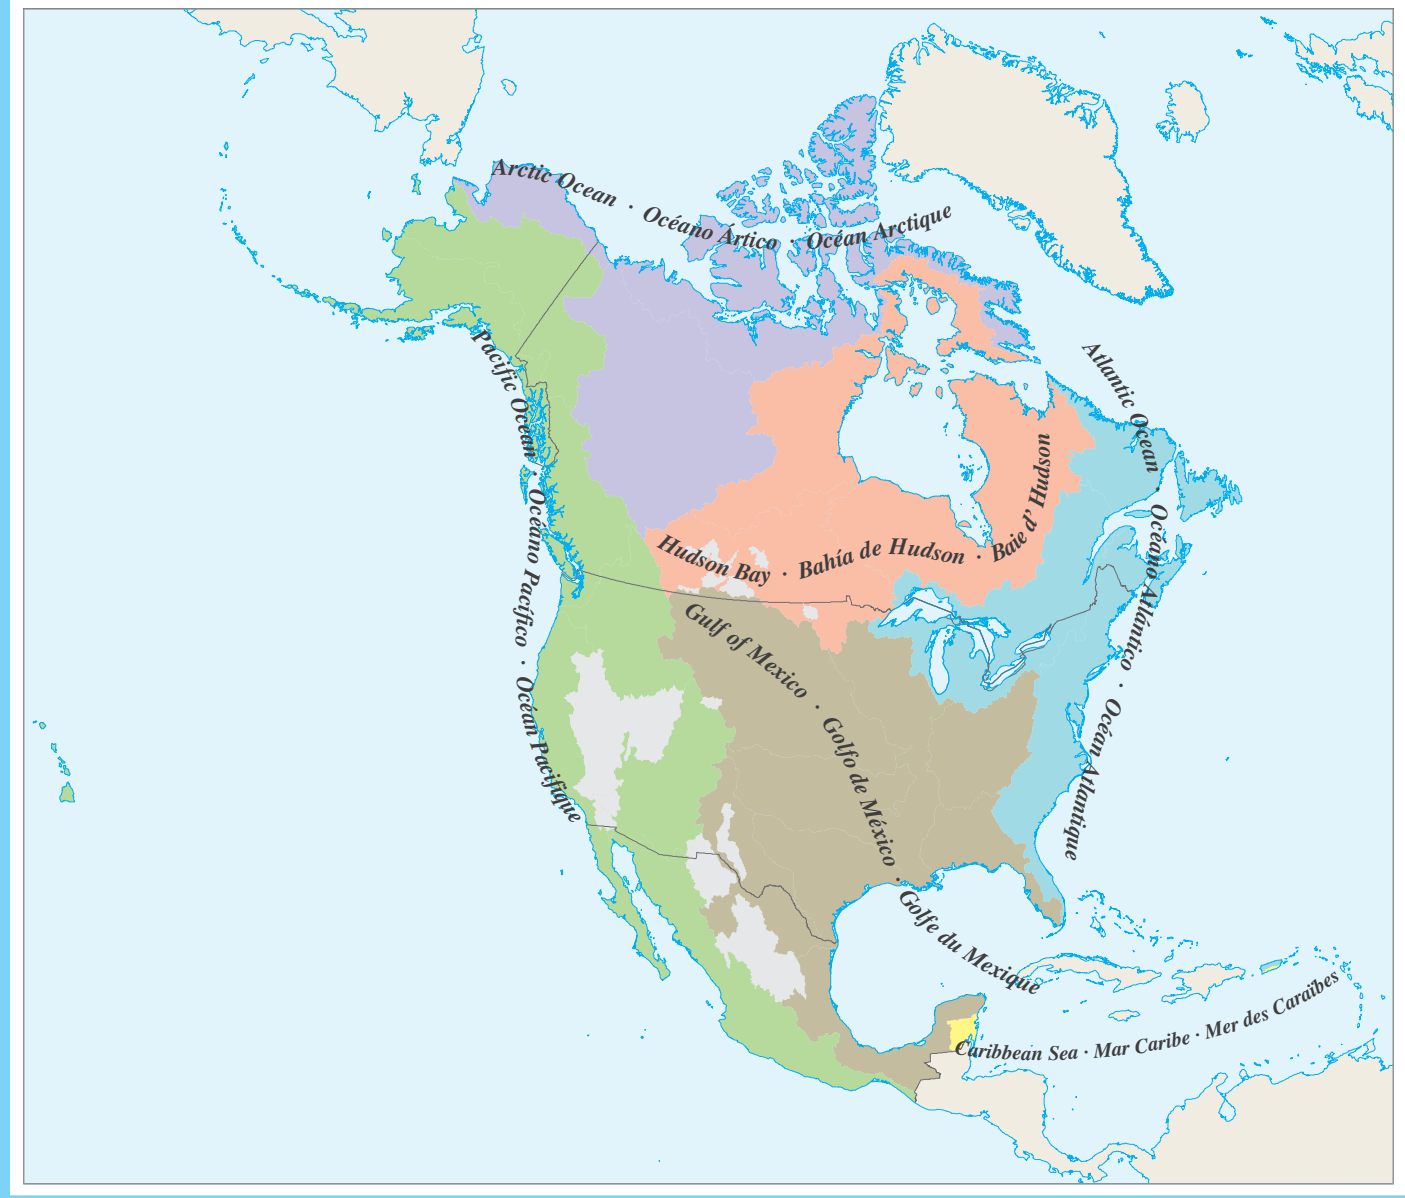 Arctic Ocean · Océano Ártico · Océan Arctique
Pacific Ocean · Océano Pacífico · Océan Pacifique
Atlantic Ocean · Océano Atlántico · Océan Atlantique
Hudson Bay · Bahía de Hudson · Baie d' Hudson
Gulf of Mexico · Golfo de México · Golfe du Mexique
Caribbean Sea · Mar Caribe · Mer des Caraïbes